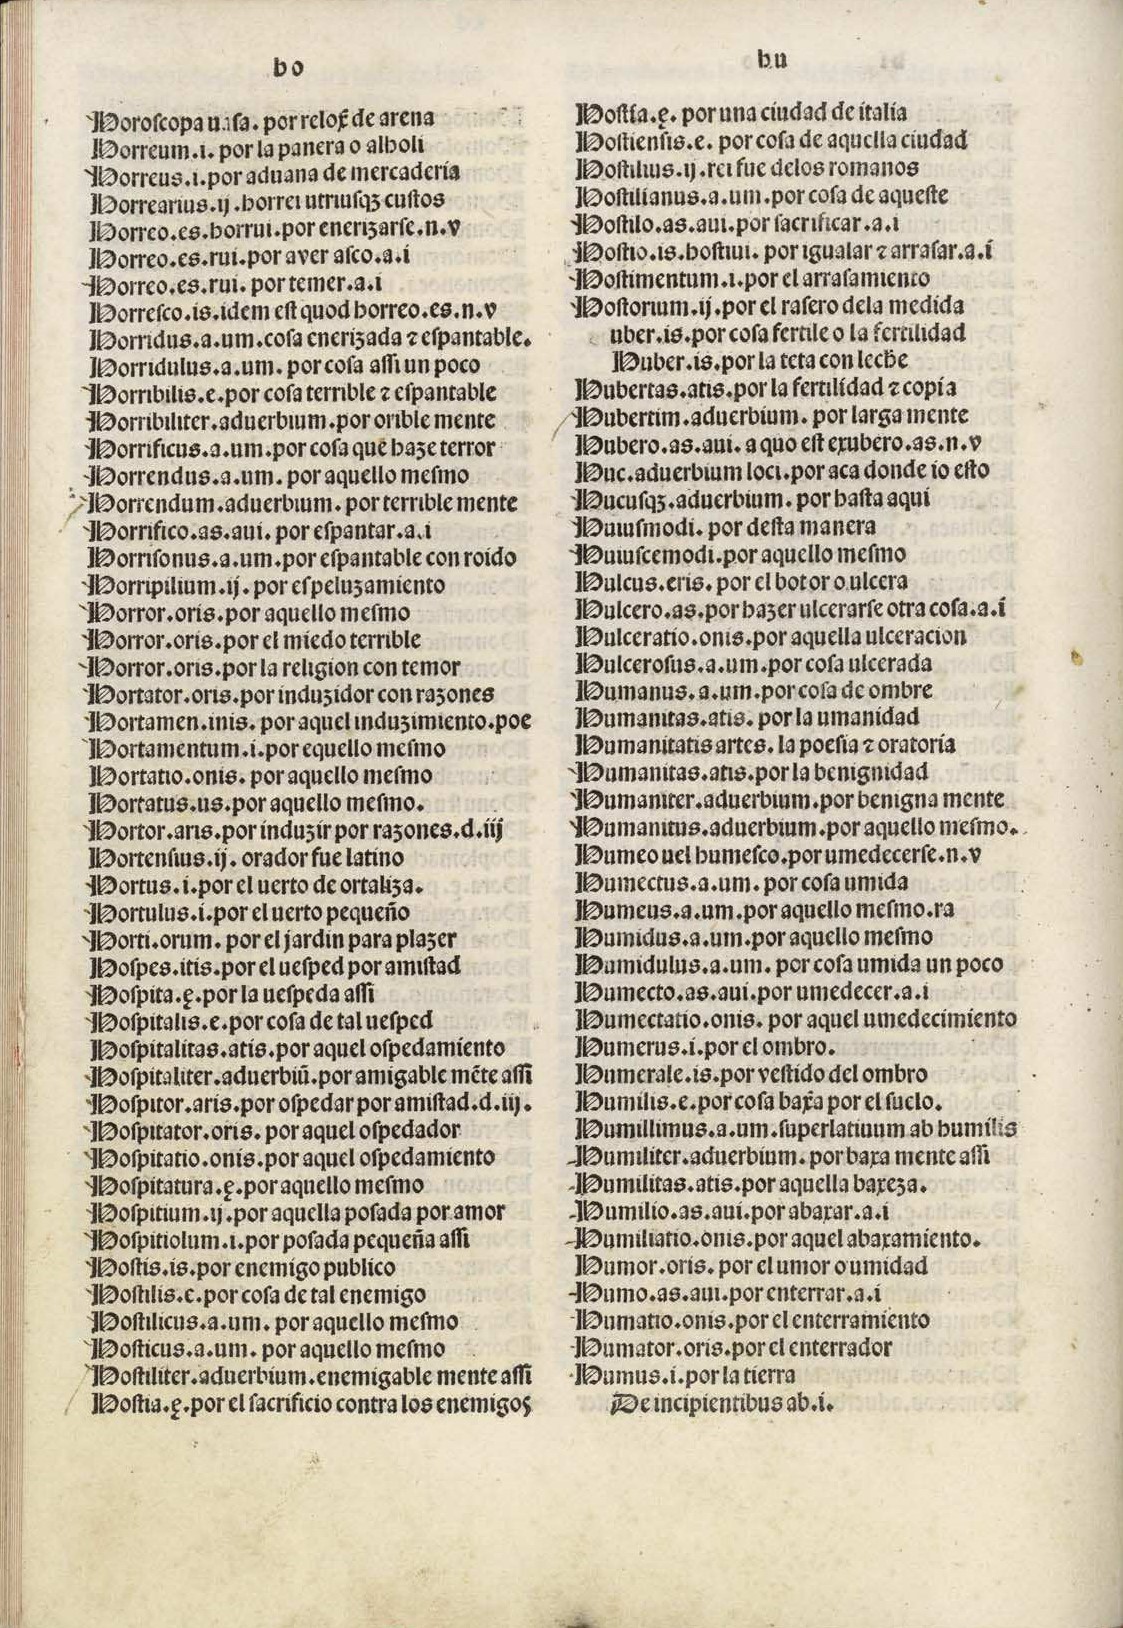 ho
Horoscopa uasa. por relox de arena
Horreum.i. por la panera o alholi
Horreus.i.por aduana de mercaderia
Horrearius.ij.horrei utriusqꝫ custos
Horreo.es.horrui.por enerizarse.n.v
Horreo.es.rui.por aver asco.a.i
Horreo.es.rui. por temer.a.i
Horresco.is.idem est quod horreo.es.n.v
Horridus.a.um.cosa enerizada ⁊ espantable.
Horridulus.a.um. por cosa assi un poco
Horribilis.e.por cosa terrible ⁊ espantable
Horribiliter.aduerbium.por orible mente
Horrificus.a.um.por cosa que haze terror
Horrendus.a.um. por aquello mesmo
Horrendum.aduerbium. por terrible mente
Horrifico.as.aui. por espantar.a.i
Horrisonus.a.um.por espantable con roido
Horripilium.ij. por espeluzamiento
Horror.oris.por aquello mesmo
Horror.oris.por el miedo terrible
Horror.oris.por la religion con temor
Hortator.oris.por induzidor con razones
Hortamen.inis. por aquel induzimiento.poe
Hortamentum.i.por equello mesmo
Hortatio.onis. por aquello mesmo
Hortatus.us.por aquello mesmo.
Hortor.aris.por induzir por razones.d.iij
Hortensius.ij. orador fue latino
Hortus.i.por el uerto de ortaliza.
Hortulus.i.por el uerto pequeño
Horti.orum. por el jardin para plazer
Hospes.itis.por el uesped por amistad
Hospita.ę.por la uespeda assi
Hospitalis.e.por cosa de tal uesped
Hospitalitas.atis.por aquel ospedamiento
Hospitaliter.aduerbiũ.por amigable mẽte assi
Hospitor.aris.por ospedar por amistad.d.iij.
Hospitator.oris. por aquel ospedador
Hospitatio.onis.por aquel ospedamiento
Hospitatura.ę.por aquello mesmo
Hospitium.ij.por aquella posada por amor
Hospitiolum.i.por posada pequeña assi
Hostis.is.por enemigo publico
Hostilis.e.por cosa de tal enemigo
Hostilicus.a.um. por aquello mesmo
Hosticus.a.um. por aquello mesmo
Hostiliter.aduerbium.enemigable mente assi
Hostia.ę.por el sacrificio contra los enemigos
hu
Hostia.ę. por una ciudad de italia
Hostiensis.e. por cosa de aquella ciudad
Hostilius.ij.rei fue delos romanos
Hostilianus.a.um.por cosa de aqueste
Hostilo.as.aui.por sacrificar.a.i
Hostio.is.hostiui. por igualar ⁊ arrasar.a.i
Hostimentum.i.por el arrasamiento
Hostorium.ij.por el rasero dela medida
uber.is.por cosa fertile o la fertilidad
Huber.is.por la teta con leche
Hubertas.atis.por la fertilidad ⁊ copia
Hubertim.aduerbium. por larga mente
Hubero.as.aui. a quo est exubero.as.n.v
Huc.aduerbium loci.por aca donde io esto
Hucusqꝫ.aduerbium. por hasta aqui
Huiusmodi. por desta manera
Huiuscemodi.por aquello mesmo
Hulcus.eris. por el botor o ulcera
Hulcero.as.por hazer ulcerarse otra cosa.a.i
Hulceratio.onis.por aquella ulceracion
Hulcerosus.a.um.por cosa ulcerada
Humanus.a.um.por cosa de ombre
Humanitas.atis. por la umanidad
Humanitatis artes. la poesia ⁊ oratoria
Humanitas.atis.por la benignidad
Humaniter.aduerbium.por benigna mente
Humanitus.aduerbium.por aquello mesmo.
Humeo uel humesco.por umedecerse.n.v
Humectus.a.um. por cosa umida
Humeus.a.um.por aquello mesmo.ra
Humidus.a.um.por aquello mesmo
Humidulus.a.um. por cosa umida un poco
Humecto.as.aui.por umedecer.a.i
Humectatio.onis. por aquel umedecimiento
Humerus.i.por el ombro.
Humerale.is.por vestido del ombro
Humilis.e.por cosa baxa por el suelo.
Humillimus.a.um.superlatiuum ab humilis
Humiliter.aduerbium. por baxa mente assi
Humilitas.atis.por aquella baxeza.
Humilio.as.aui.por abaxar.a.i
Humiliatio.onis.por aquel abaxamiento.
Humor.oris. por el umor o umidad
Humo.as.aui.por enterrar.a.i
Humatio.onis.por el enterramiento
Humator.oris.por el enterrador
Humus.i.por la tierra
De incipientibus ab.i.